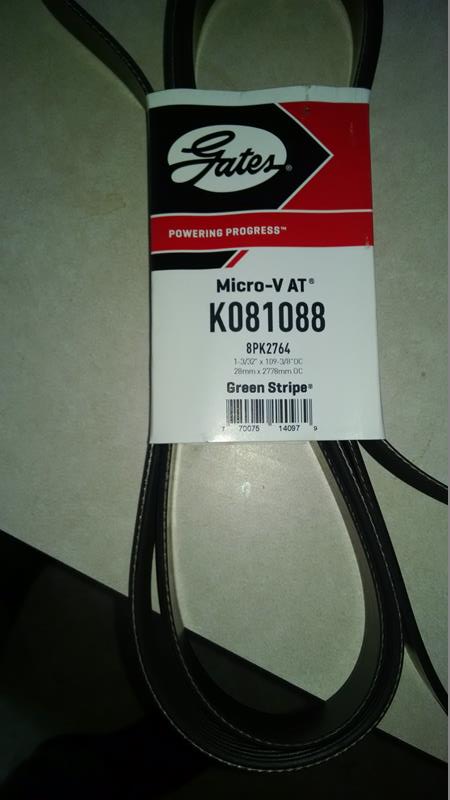 Gates®
POWERING PROGRESS™
Micro-V AT®
K081088
8PK2764
1-3/32" x 109-3/8"OC
28mm x 2778mm OC
Green Stripe®
7 70075 14097 9